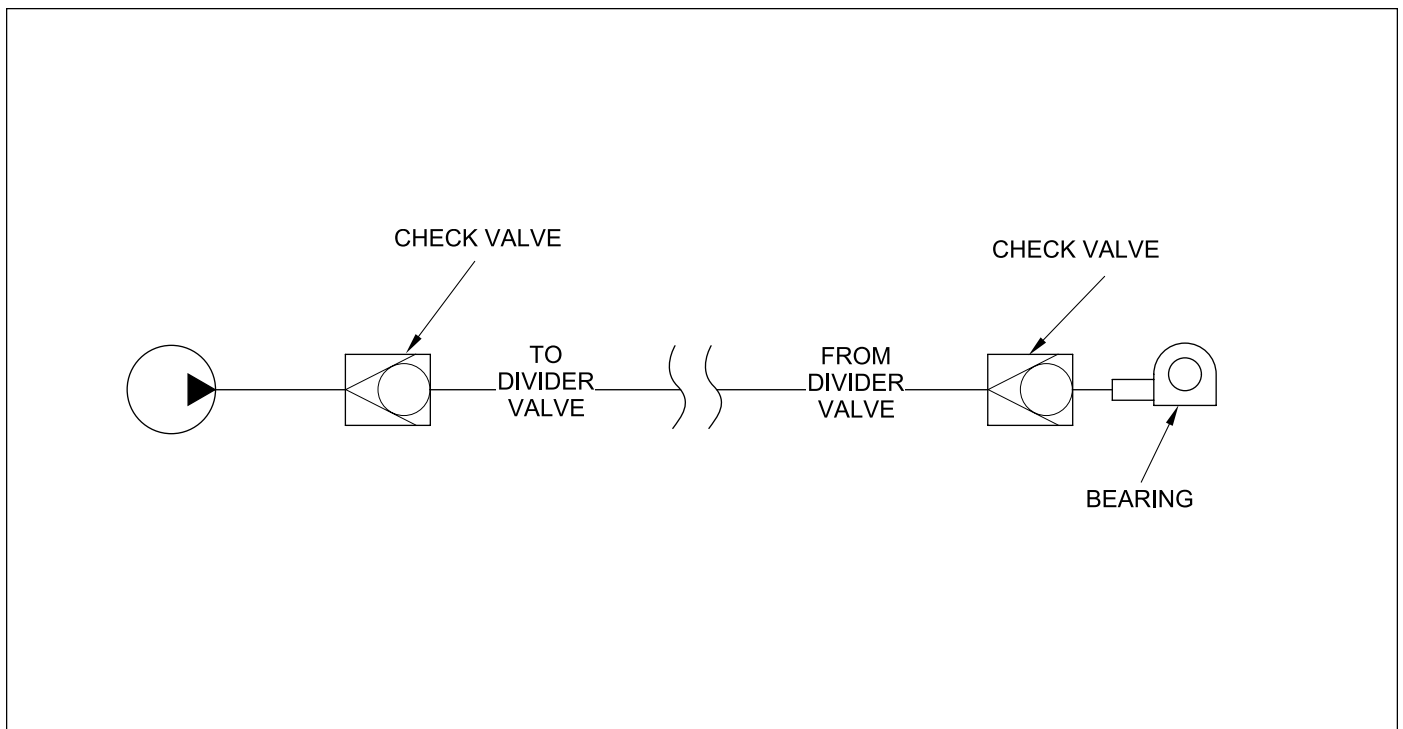 CHECK VALVE
CHECK VALVE
TO
DIVIDER
VALVE
FROM
DIVIDER
VALVE
BEARING